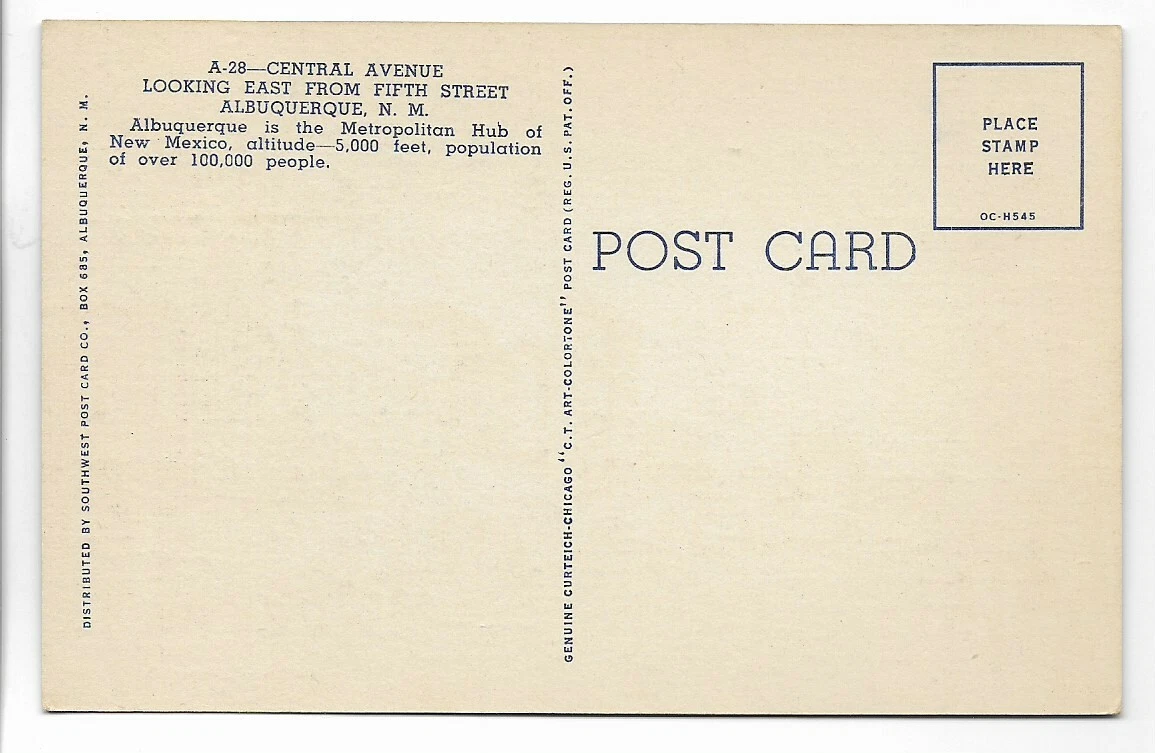 A-28—CENTRAL AVENUE
LOOKING EAST FROM FIFTH STREET
ALBUQUERQUE, N. M.
Albuquerque is the Metropolitan Hub of
New Mexico, altitude—5,000 feet, population
of over 100,000 people.
DISTRIBUTED BY SOUTHWEST POST CARD CO., BOX 685, ALBUQUERQUE, N. M.
GENUINE CURTEICH-CHICAGO "C.T. ART-COLORTONE" POST CARD (REG. U.S. PAT. OFF.)
POST CARD
PLACE
STAMP
HERE
OC-H545